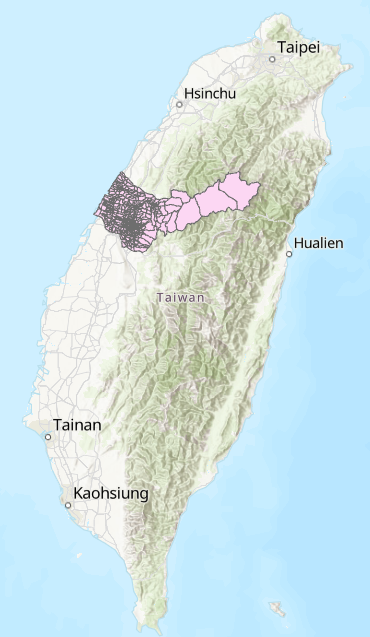 Taipei
Hsinchu
Hualien
Taiwan
Tainan
Kaohsiung